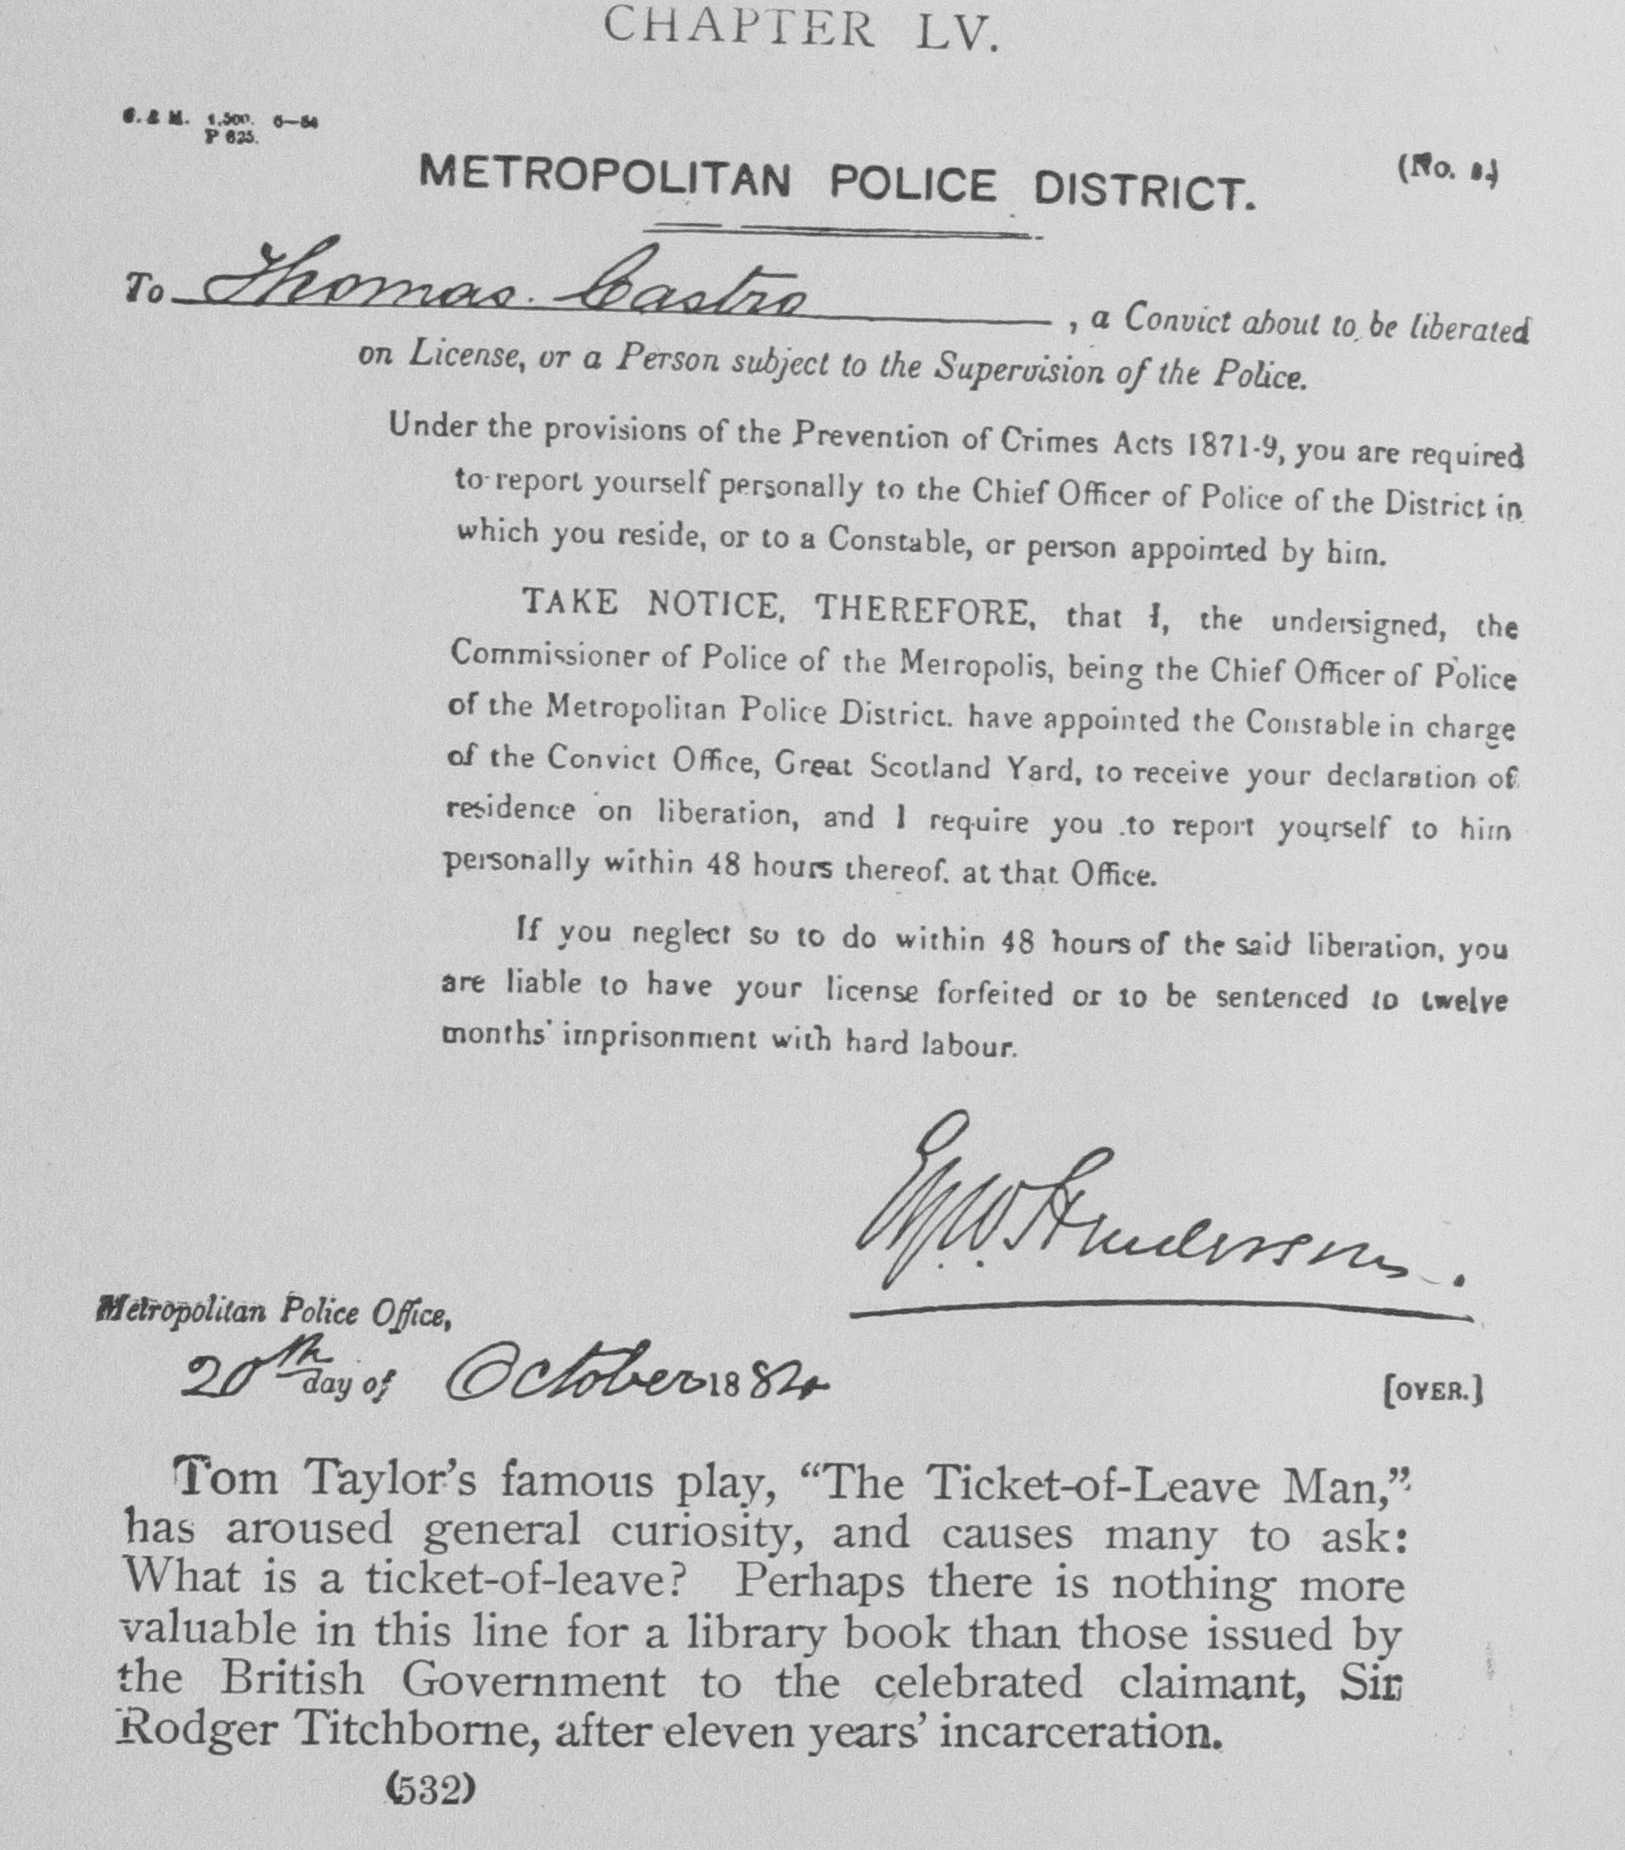 CHAPTER LV.
S. & M. 1,500. 6—84
P 625.
METROPOLITAN POLICE DISTRICT.
(No. 1.)
To Thomas Castro, a Convict about to be liberated
on License, or a Person subject to the Supervision of the Police.
Under the provisions of the Prevention of Crimes Acts 1871-9, you are required
to report yourself personally to the Chief Officer of Police of the District in
which you reside, or to a Constable, or person appointed by him.
TAKE NOTICE, THEREFORE, that I, the undersigned, the
Commissioner of Police of the Metropolis, being the Chief Officer of Police
of the Metropolitan Police District. have appointed the Constable in charge
of the Convict Office, Great Scotland Yard, to receive your declaration of
residence on liberation, and I require you to report yourself to him
personally within 48 hours thereof. at that Office.
If you neglect so to do within 48 hours of the said liberation, you
are liable to have your license forfeited or to be sentenced to twelve
months' imprisonment with hard labour.
E.Y.W. Henderson.
Metropolitan Police Office,
20th day of October 1884
[OVER.]
Tom Taylor's famous play, “The Ticket-of-Leave Man,”
has aroused general curiosity, and causes many to ask:
What is a ticket-of-leave? Perhaps there is nothing more
valuable in this line for a library book than those issued by
the British Government to the celebrated claimant, Sir
Rodger Titchborne, after eleven years’ incarceration.
(532)